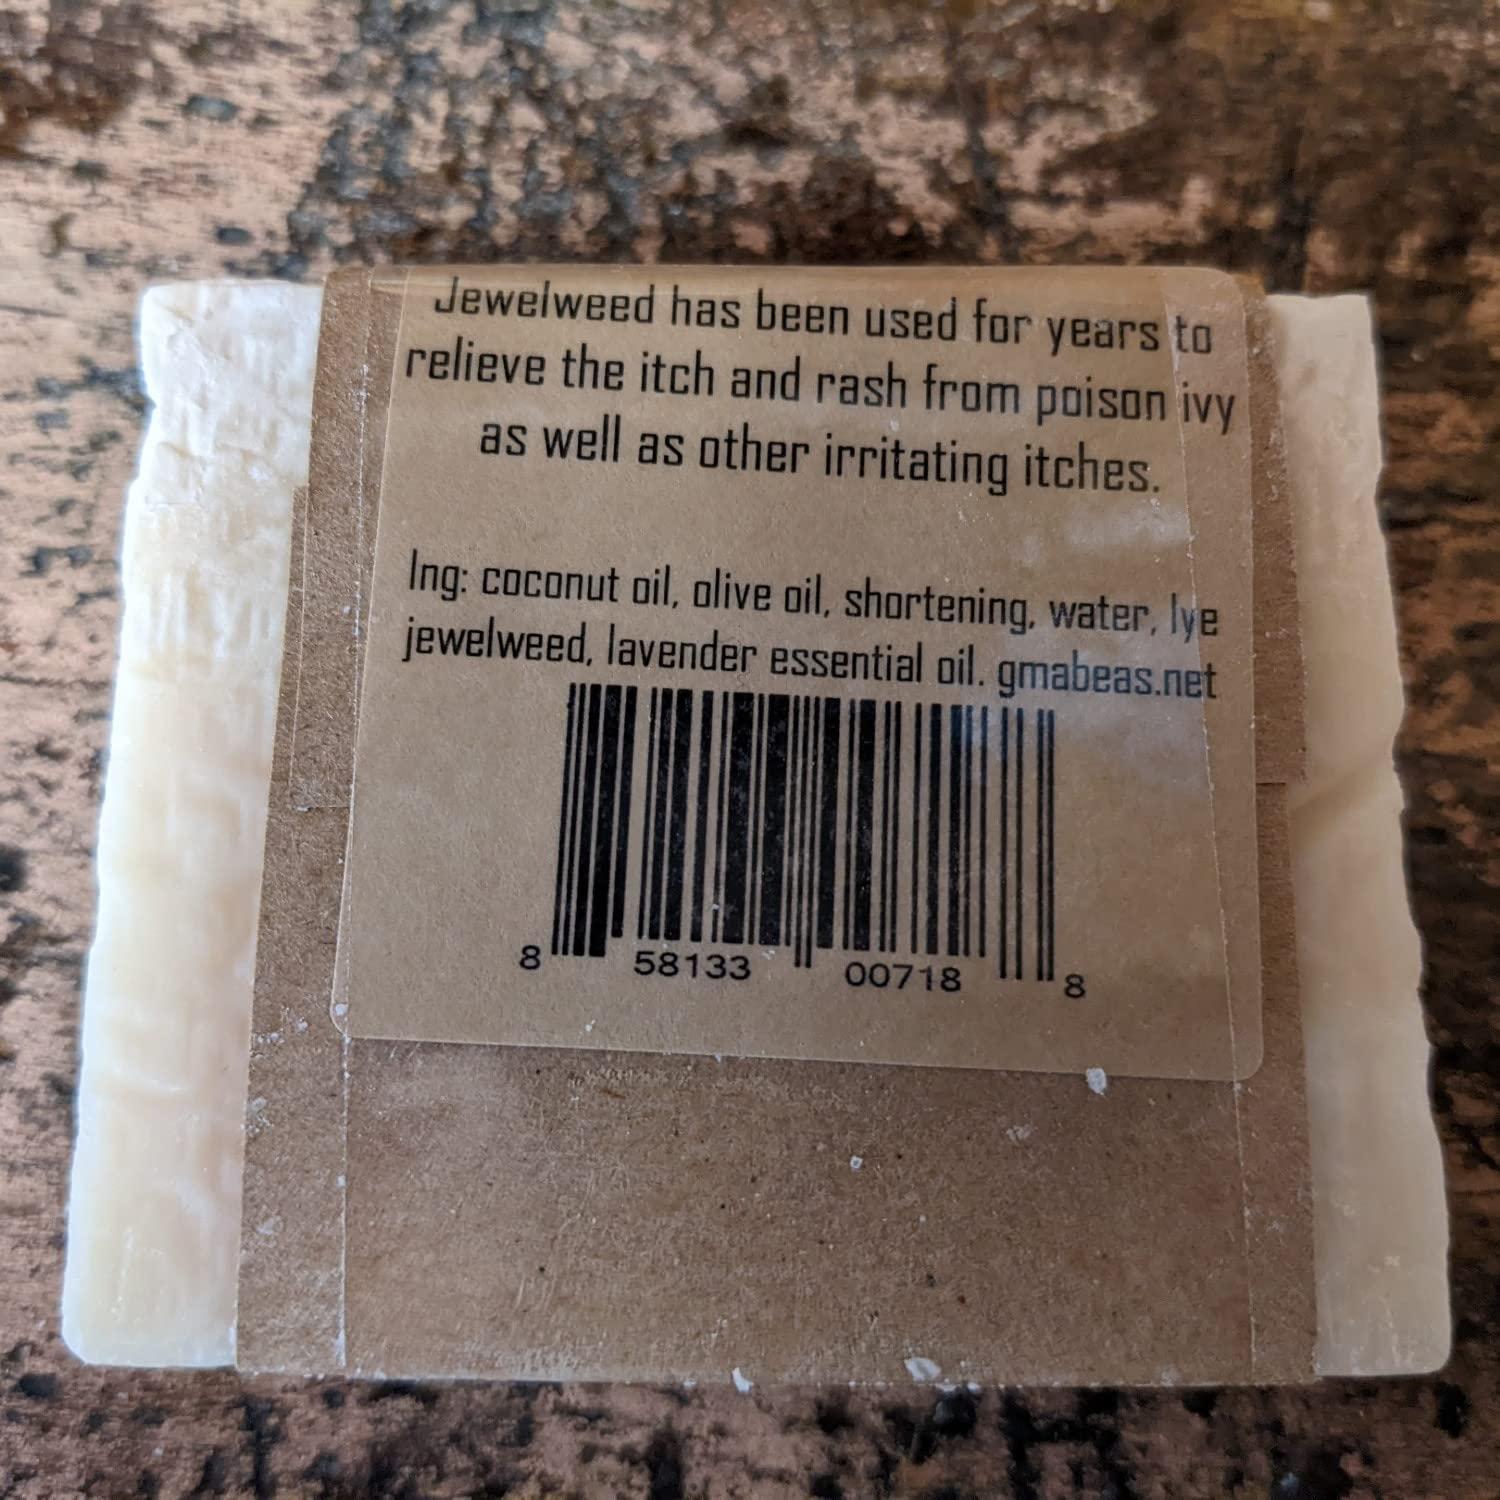 Jewelweed has been used for years to
relieve the itch and rash from poison ivy
as well as other irritating itches.
Ing: coconut oil, olive oil, shortening, water, lye
jewelweed, lavender essential oil. gmabeas.net
8 58133 00718 8